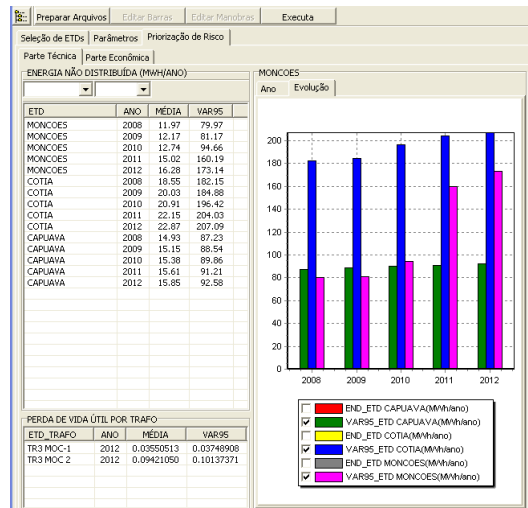 Preparar Arquivos Editar Barras Editar Manobras Executa
Seleção de ETDs Parâmetros Priorização de Risco
Parte Técnica Parte Econômica
ENERGIA NÃO DISTRIBUÍDA (MWH/ANO)
ETD ANO MÉDIA VAR95
MONCOES 2008 11.97 79.97
MONCOES 2009 12.17 81.17
MONCOES 2010 12.74 94.66
MONCOES 2011 15.02 160.19
MONCOES 2012 16.28 173.14
COTIA 2008 18.55 182.15
COTIA 2009 20.03 184.88
COTIA 2010 20.91 196.42
COTIA 2011 22.15 204.03
COTIA 2012 22.87 207.09
CAPUAVA 2008 14.93 87.23
CAPUAVA 2009 15.15 88.54
CAPUAVA 2010 15.38 89.86
CAPUAVA 2011 15.61 91.21
CAPUAVA 2012 15.85 92.58
PERDA DE VIDA ÚTIL POR TRAFO
ETD_TRAFO ANO MÉDIA VAR95
TR3 MOC-1 2012 0.03550513 0.03748908
TR3 MOC 2 2012 0.09421050 0.10137371
MONCOES
Ano Evolução
200
180
160
140
120
100
80
60
40
20
0
2008 2009 2010 2011 2012
END_ETD CAPUAVA(MWh/ano)
VAR95_ETD CAPUAVA(MWh/ano)
END_ETD COTIA(MWh/ano)
VAR95_ETD COTIA(MWh/ano)
END_ETD MONCOES(MWh/ano)
VAR95_ETD MONCOES(MWh/ano)